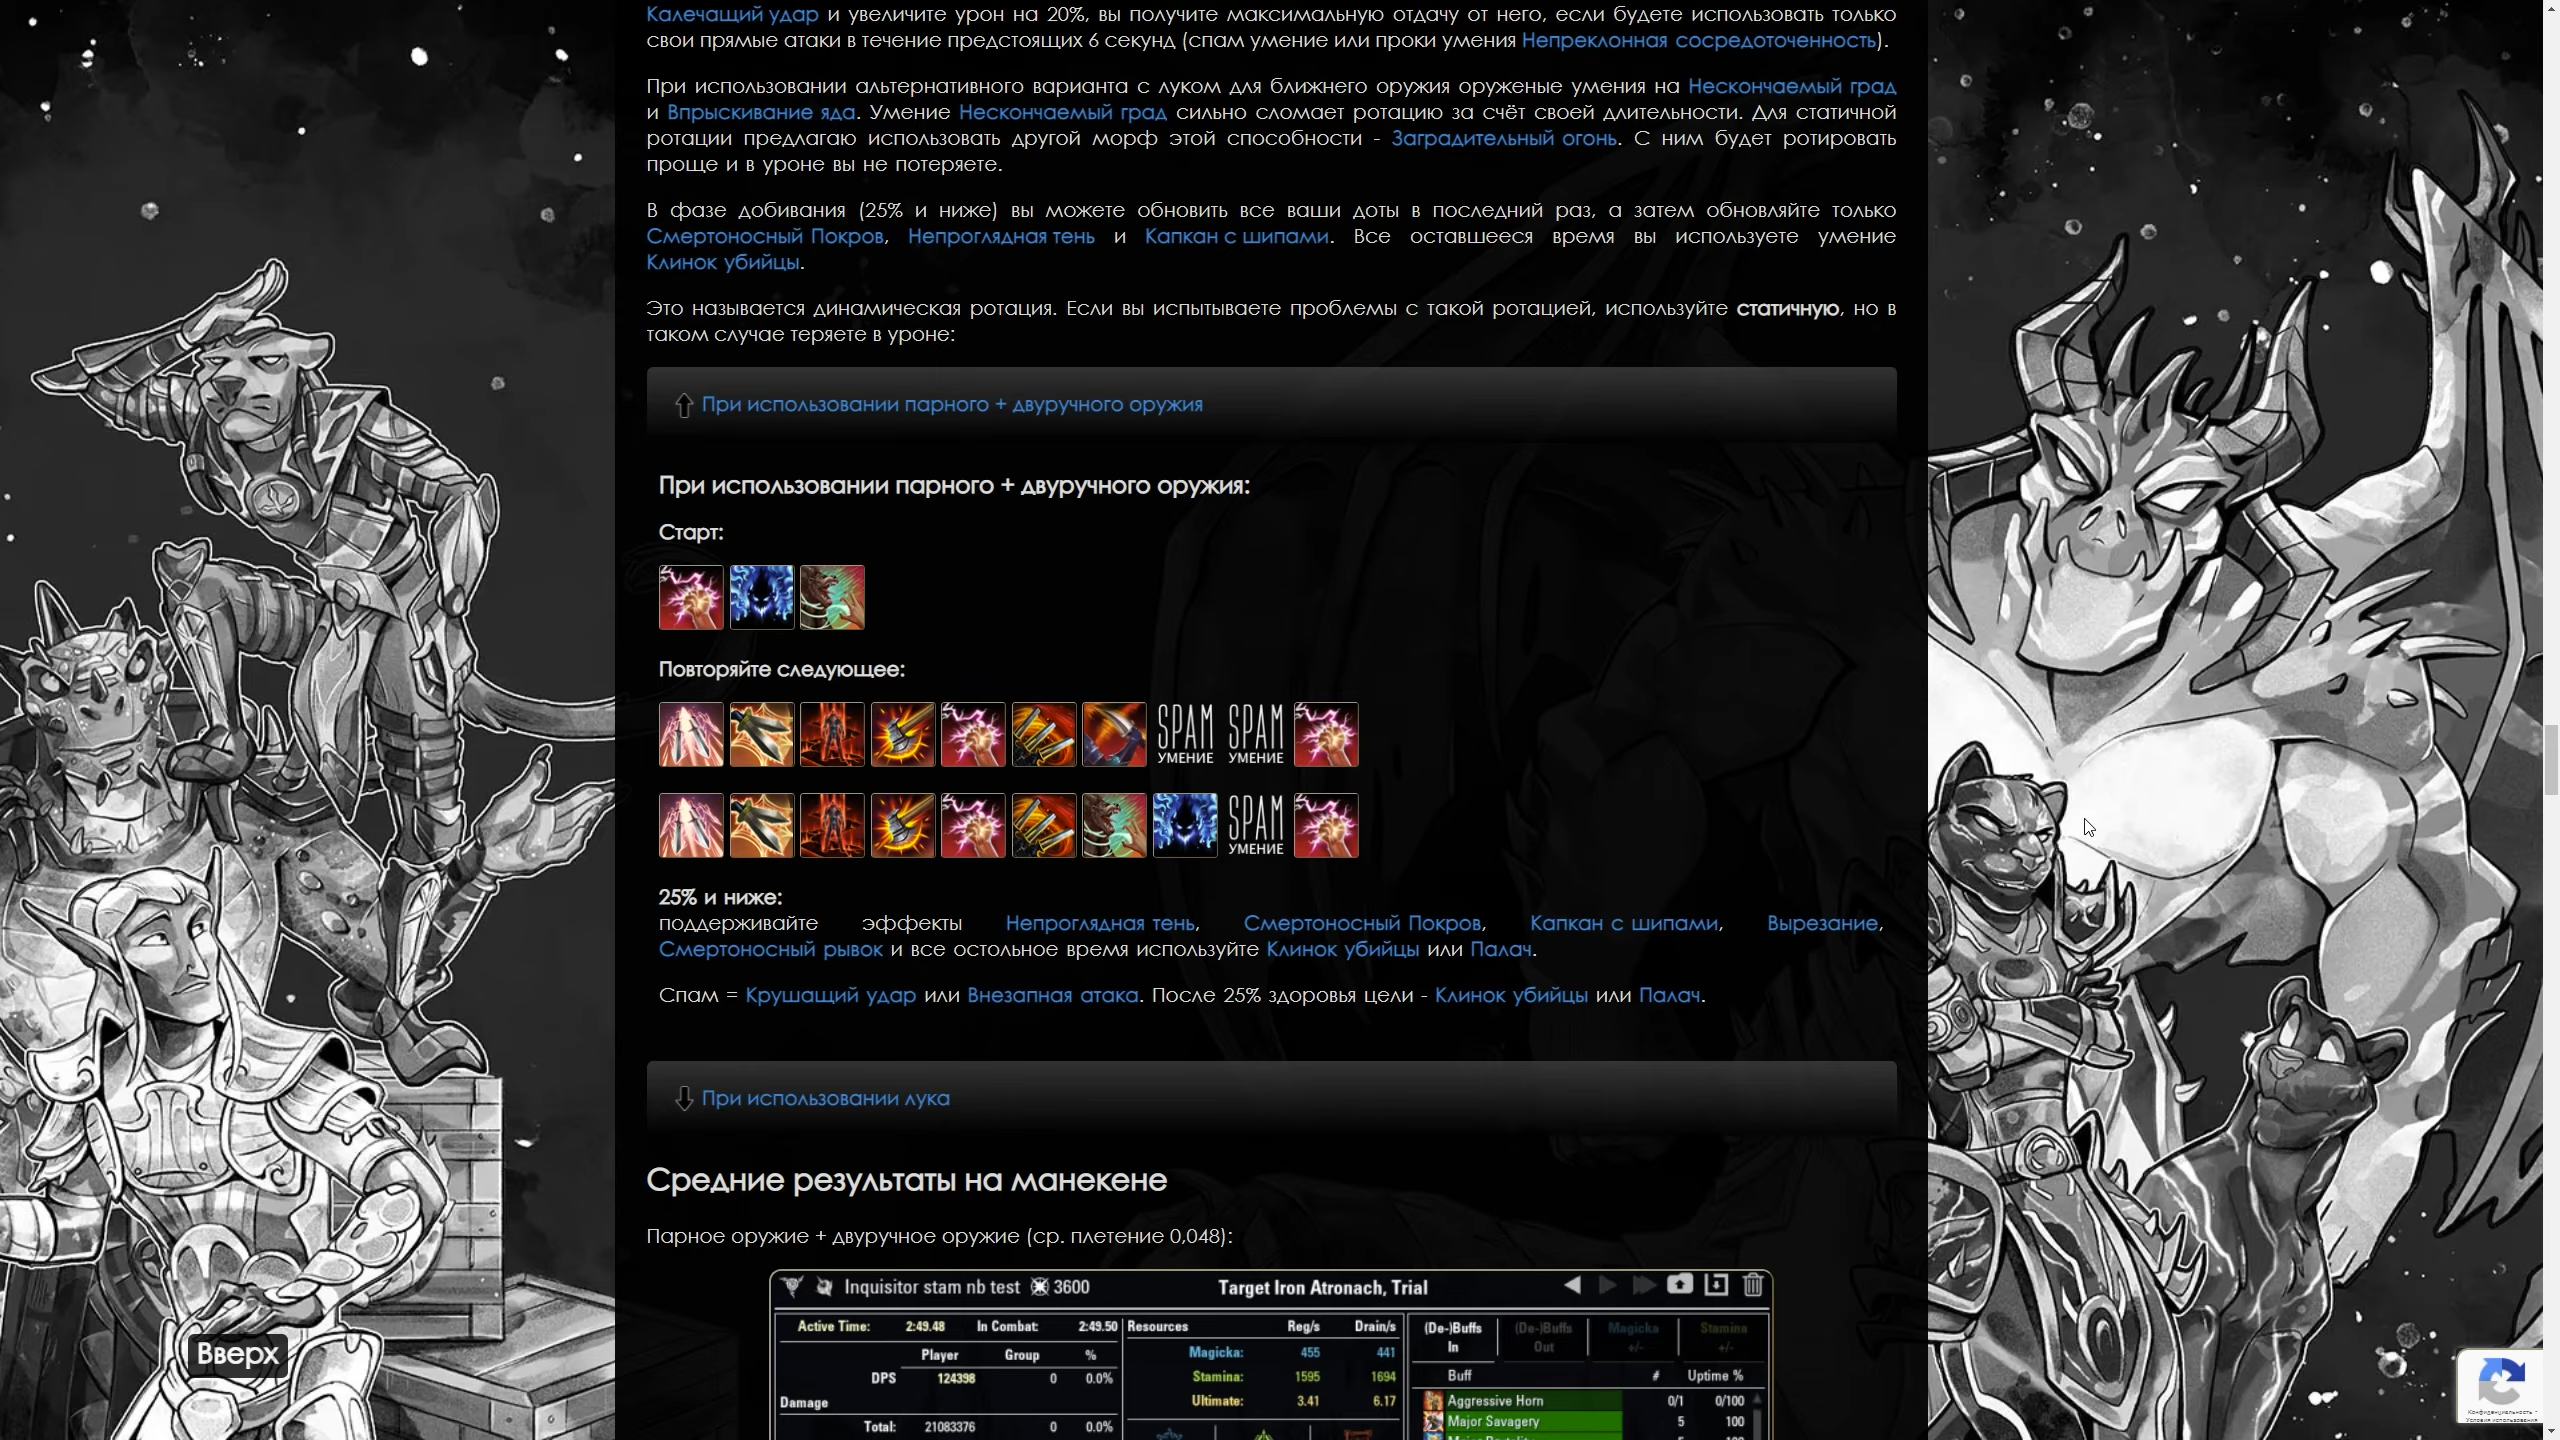 Калечащий удар и увеличите урон на 20%, вы получите максимальную отдачу от него, если будете использовать только
свои прямые атаки в течение предстоящих 6 секунд (спам умение или проки умения Непреклонная сосредоточенность).
При использовании альтернативного варианта с луком для ближнего оружия оруженые умения на Нескончаемый град
и Впрыскивание яда. Умение Нескончаемый град сильно сломает ротацию за счёт своей длительности. Для статичной
ротации предлагаю использовать другой морф этой способности - Заградительный огонь. С ним будет ротировать
проще и в уроне вы не потеряете.
В фазе добивания (25% и ниже) вы можете обновить все ваши доты в последний раз, а затем обновляйте только
Смертоносный Покров, Непроглядная тень и Капкан с шипами. Все оставшееся время вы используете умение
Клинок убийцы.
Это называется динамическая ротация. Если вы испытываете проблемы с такой ротацией, используйте статичную, но в
таком случае теряете в уроне:
При использовании парного + двуручного оружия
При использовании парного + двуручного оружия:
Старт:
Повторяйте следующее:
SPAM УМЕНИЕ SPAM УМЕНИЕ
SPAM УМЕНИЕ
25% и ниже:
поддерживайте эффекты Непроглядная тень, Смертоносный Покров, Капкан с шипами, Вырезание,
Смертоносный рывок и все остольное время используйте Клинок убийцы или Палач.
Спам = Крушащий удар или Внезапная атака. После 25% здоровья цели - Клинок убийцы или Палач.
При использовании лука
Средние результаты на манекене
Парное оружие + двуручное оружие (ср. плетение 0,048):
Inquisitor stam nb test 3600 Target Iron Atronach, Trial
Active Time: 2:49.48 In Combat: 2:49.50 Resources Reg/s Drain/s (De-)Buffs In (De-)Buffs Out Magicka +/- Stamina +/-
Player Group % Magicka: 455 441
DPS 124398 0 0.0% Stamina: 1595 1694 Buff # Uptime %
Damage Ultimate: 3.41 6.17 Aggressive Horn 0/1 0/100
Total: 21083376 0 0.0% Major Savagery 5 100
Вверх
Конфиденциальность -
Условия использования